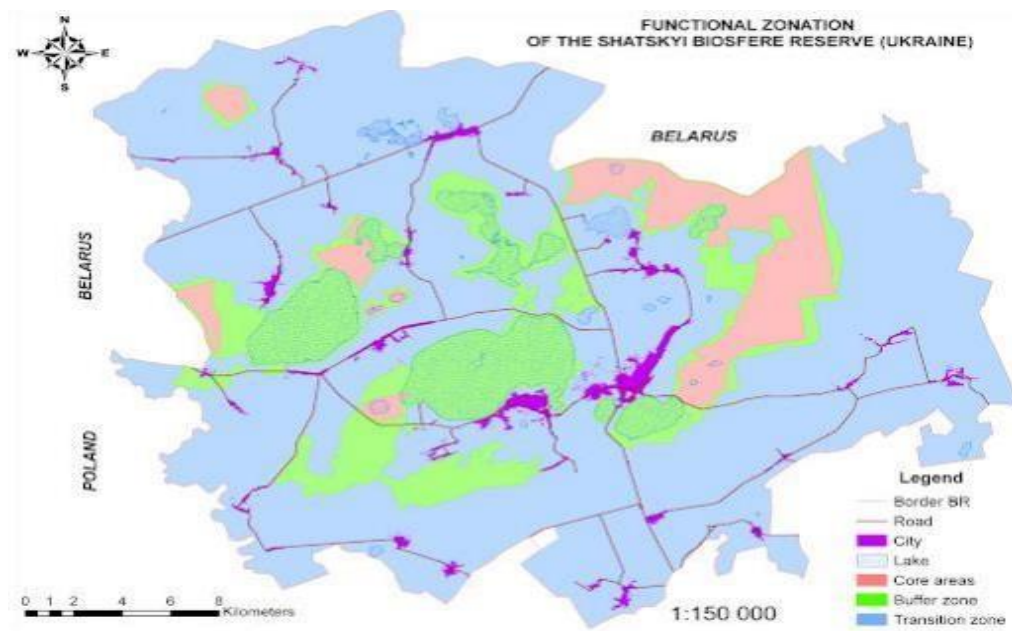 FUNCTIONAL ZONATION
OF THE SHATSKYI BIOSFERE RESERVE (UKRAINE)
N
W E
S
BELARUS
BELARUS
POLAND
Legend
Border BR
Road
City
Lake
Core areas
Buffer zone
Transition zone
0 1 2 4 6 8
Kilometers
1:150 000